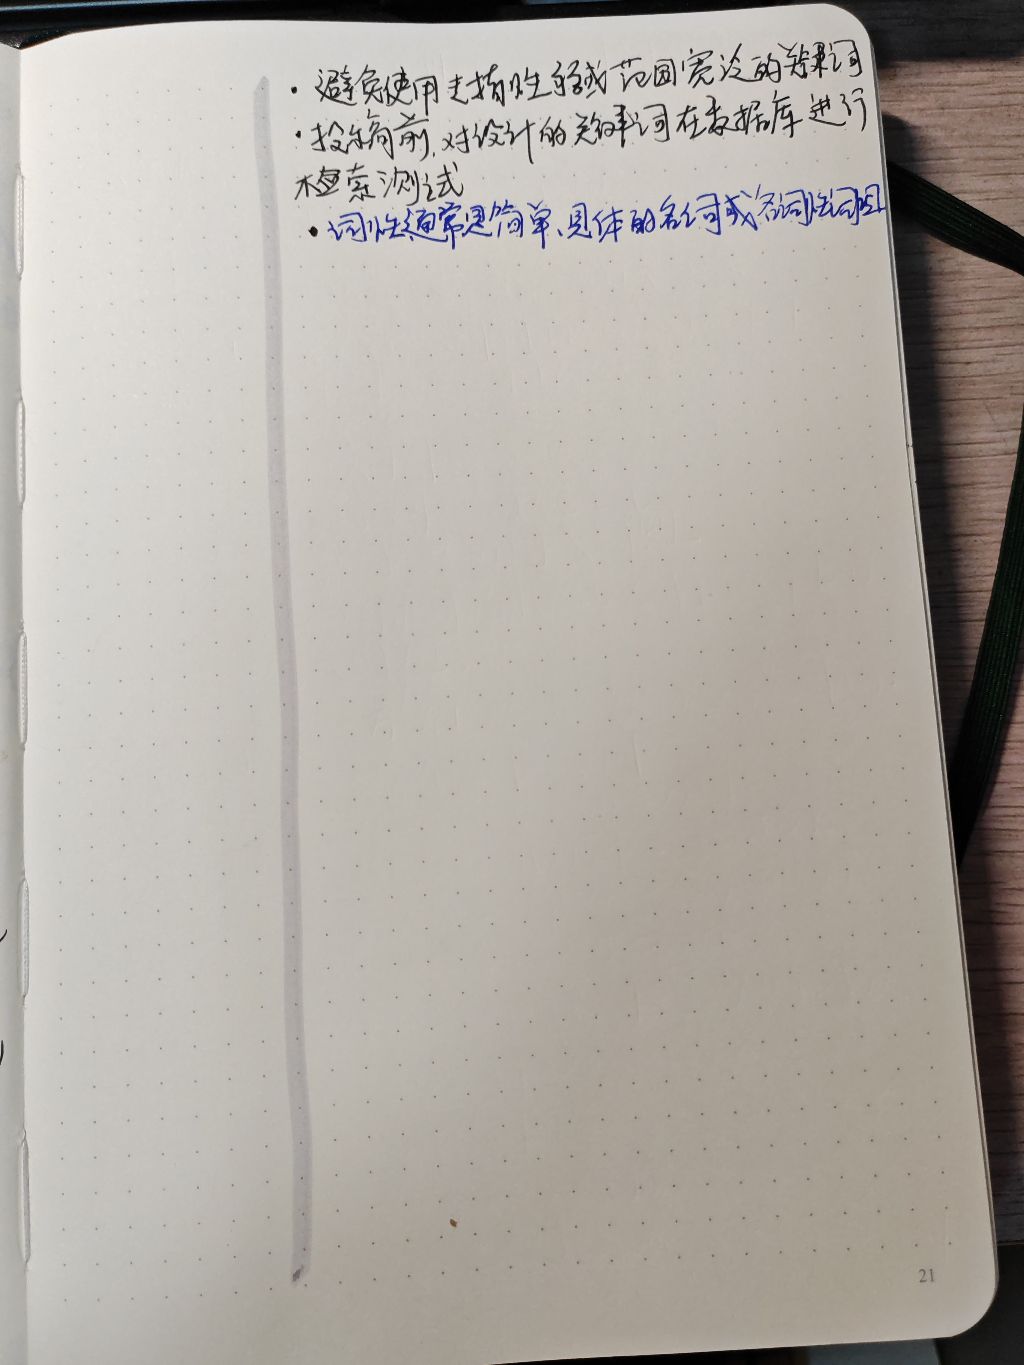 · 避免使用主指性弱或范围宽泛的关键词
· 投稿前,对设计的关键词在数据库进行
检索测试
· 词性通常是简单、具体的名词或名词性词组
21